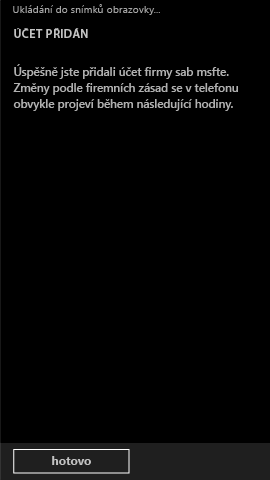 Ukládání do snímků obrazovky...
ÚČET PŘIDÁN
Úspěšně jste přidali účet firmy sab msfte.
Změny podle firemních zásad se v telefonu
obvykle projeví během následující hodiny.
hotovo